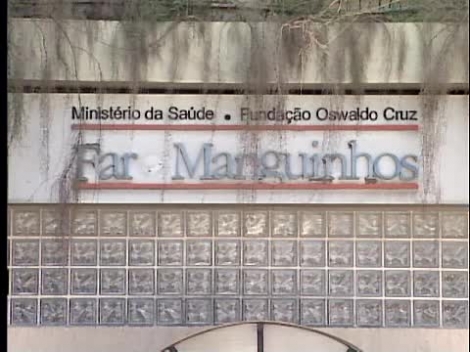 Ministério da Saúde • Fundação Oswaldo Cruz
Far Manguinhos